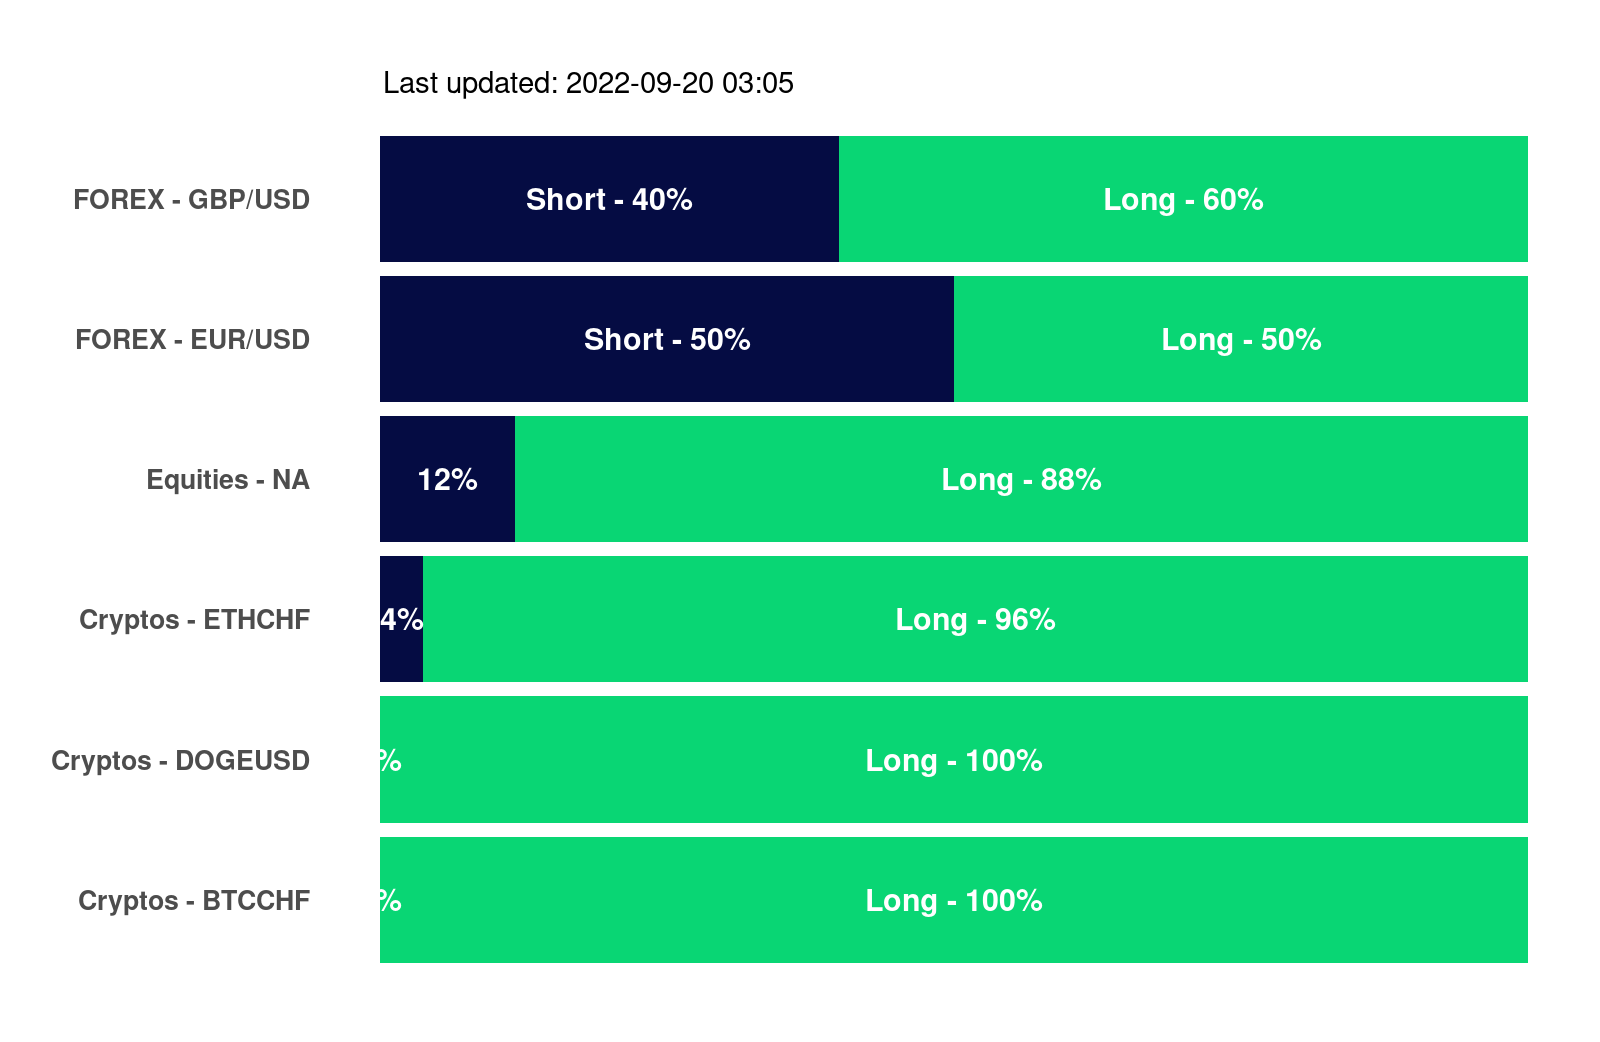 Last updated: 2022-09-20 03:05
FOREX - GBP/USD Short - 40% Long - 60%
FOREX - EUR/USD Short - 50% Long - 50%
Equities - NA 12% Long - 88%
Cryptos - ETHCHF 4% Long - 96%
Cryptos - DOGEUSD % Long - 100%
Cryptos - BTCCHF % Long - 100%